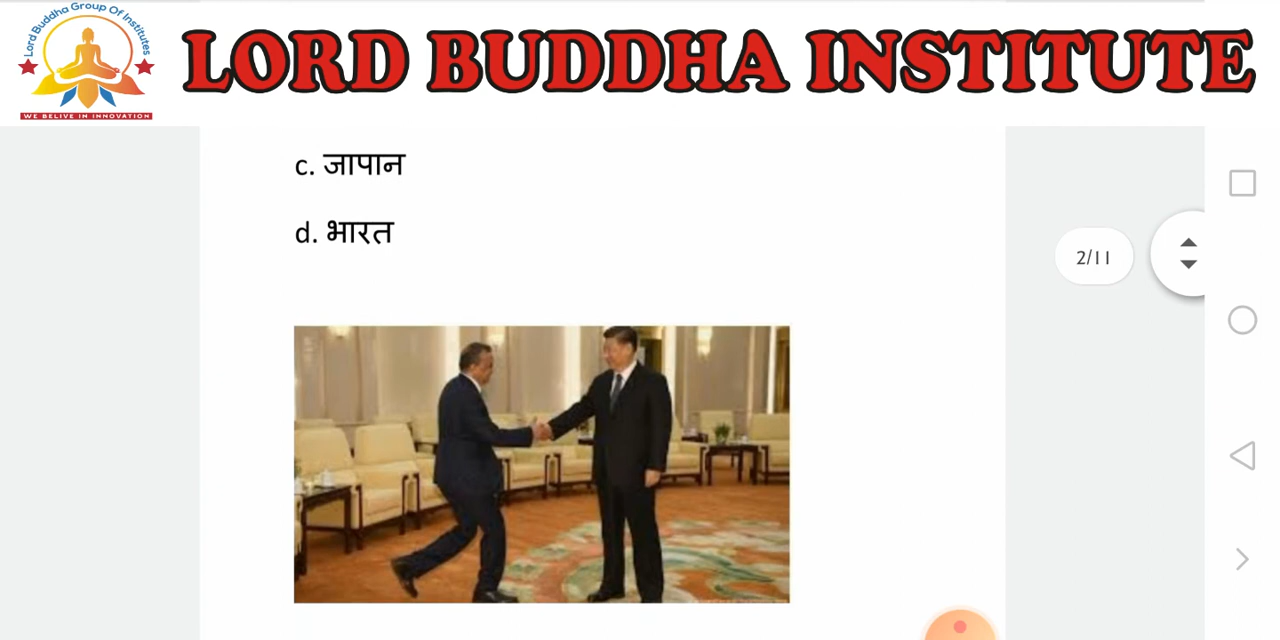 Lord Buddha Group Of Institutes
WE BELIVE IN INNOVATION
LORD BUDDHA INSTITUTE
c. जापान
d. भारत
2/11